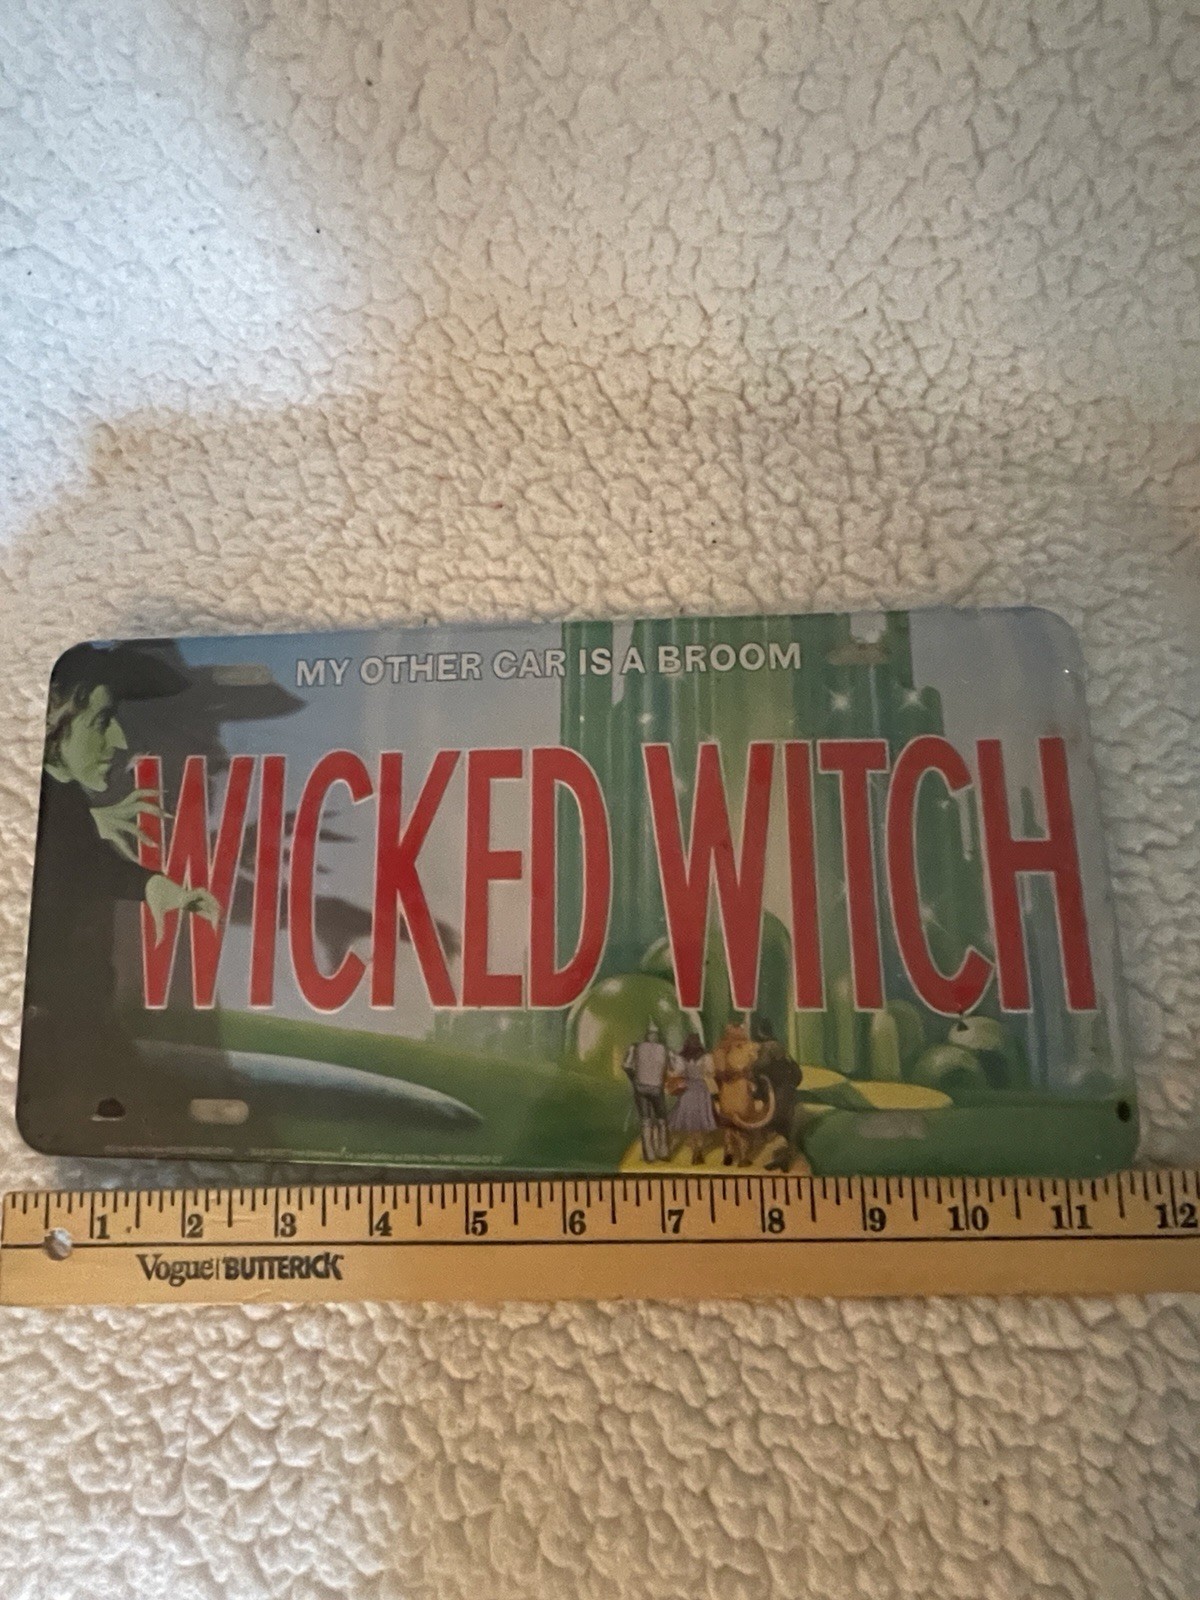 MY OTHER CAR IS A BROOM
WICKED WITCH
1 2 3 4 5 6 7 8 9 10 11 12
Vogue | BUTTERICK